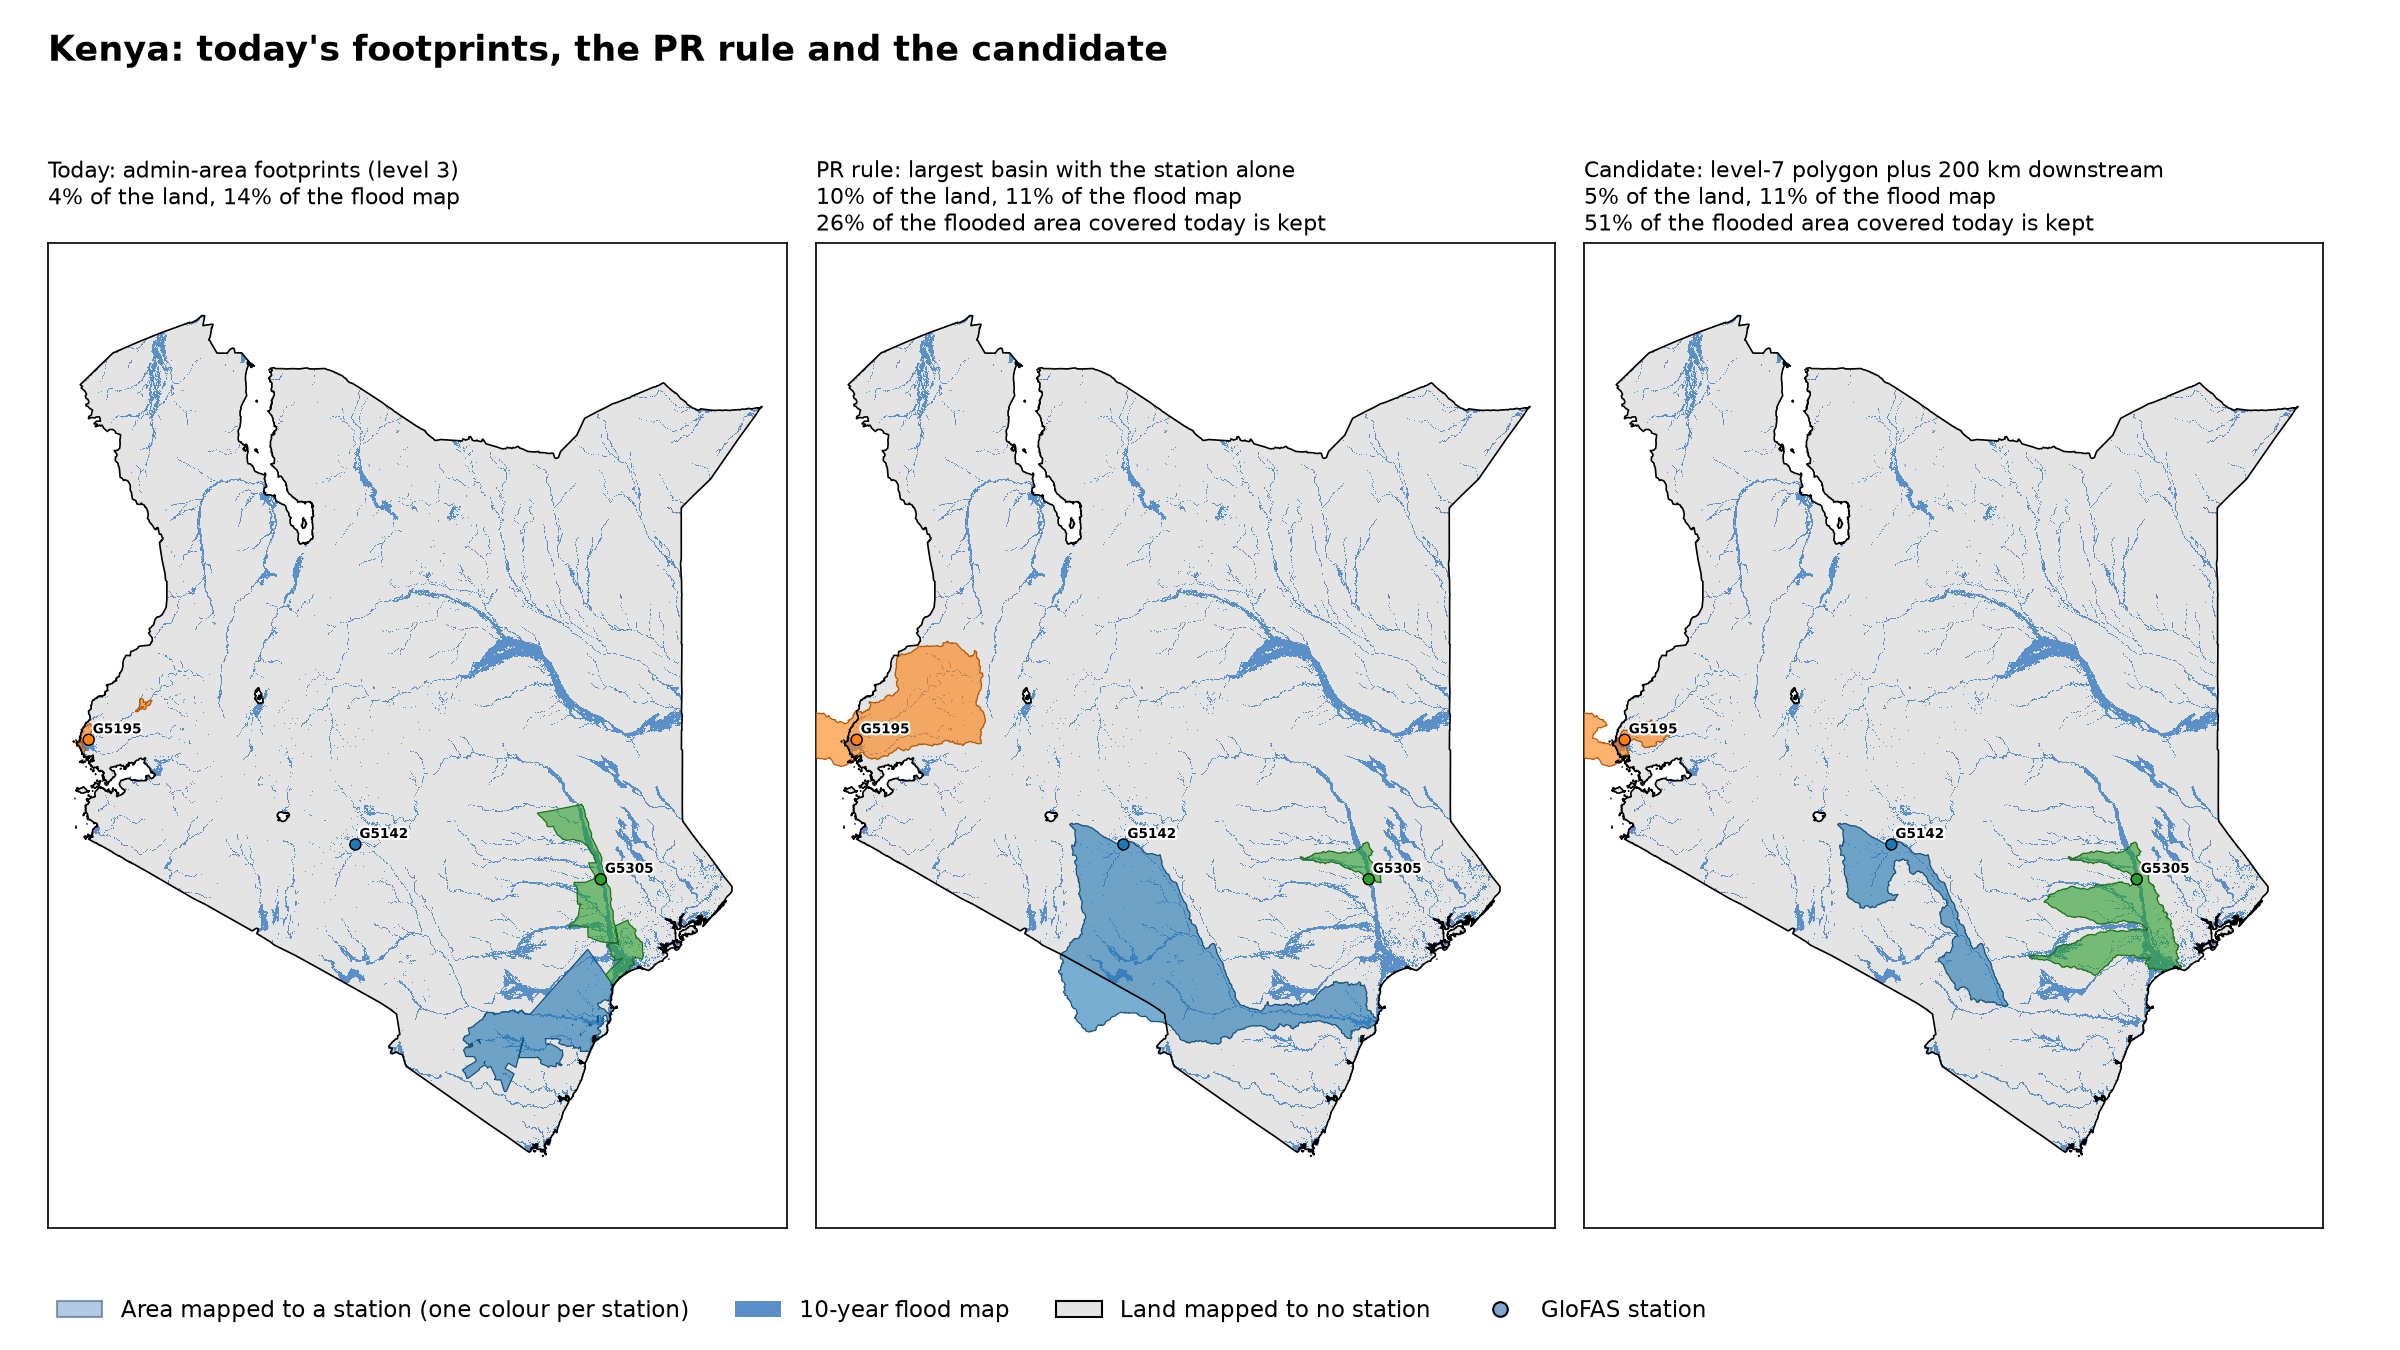 Kenya: today's footprints, the PR rule and the candidate
Today: admin-area footprints (level 3)
4% of the land, 14% of the flood map
PR rule: largest basin with the station alone
10% of the land, 11% of the flood map
26% of the flooded area covered today is kept
Candidate: level-7 polygon plus 200 km downstream
5% of the land, 11% of the flood map
51% of the flooded area covered today is kept
G5195
G5142
G5305
G5195
G5142
G5305
G5195
G5142
G5305
Area mapped to a station (one colour per station)
10-year flood map
Land mapped to no station
GloFAS station